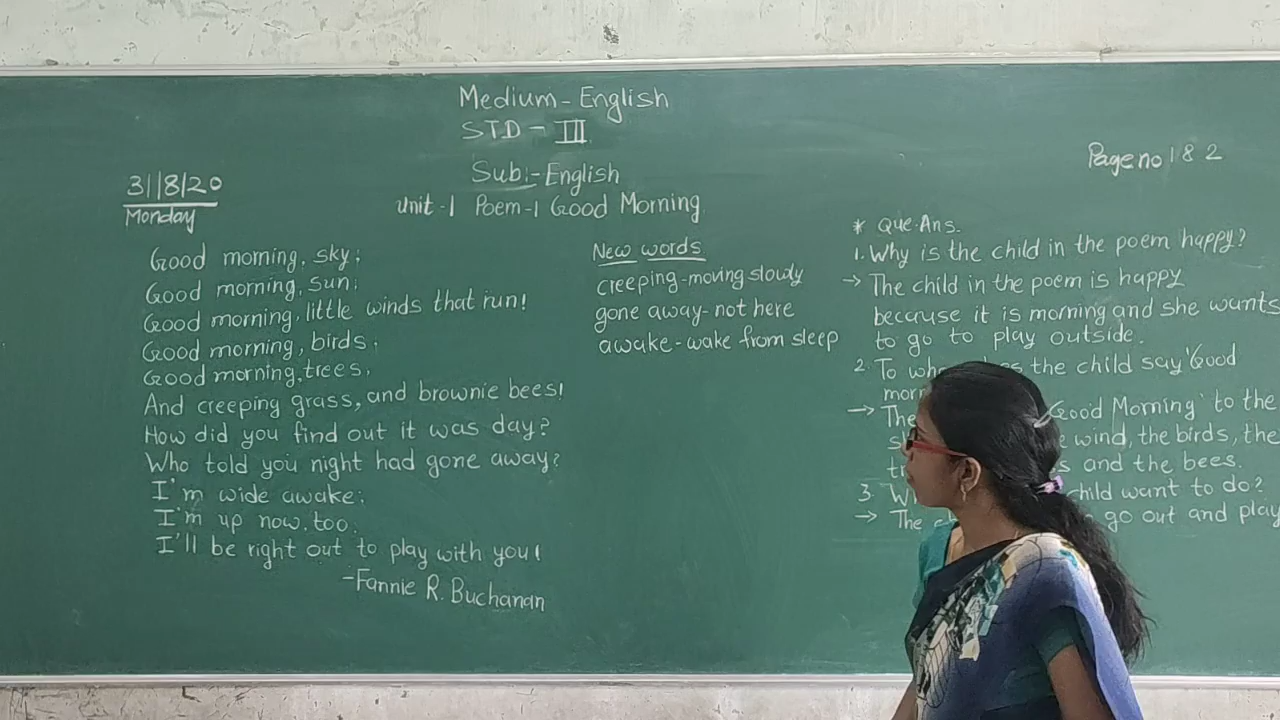 Medium - English
STD - III
Sub:- English
Unit - 1 Poem-1 Good Morning
Page no 1 & 2
31/8/20
Monday
Good morning, sky;
Good morning, sun;
Good morning, little winds that run!
Good morning, birds;
Good morning, trees,
And creeping grass, and brownie bees!
How did you find out it was day?
Who told you night had gone away?
I'm wide awake;
I'm up now, too.
I'll be right out to play with you!
-Fannie R. Buchanan
New words
creeping - moving slowly
gone away - not here
awake - wake from sleep
* Que. Ans.
1. Why is the child in the poem happy?
→ The child in the poem is happy
because it is morning and she wants
to go to play outside.
2. To the child say 'Good
→ The Good Morning' to the
wind, the birds, the
and the bees.
3. child want to do?
→ The go out and play